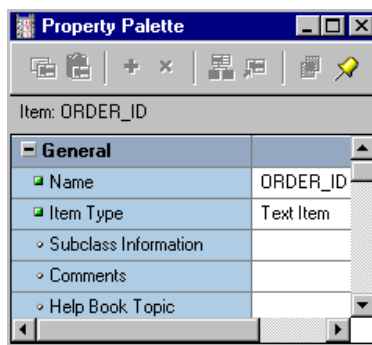 Property Palette
Item: ORDER_ID
General
Name ORDER_ID
Item Type Text Item
Subclass Information
Comments
Help Book Topic